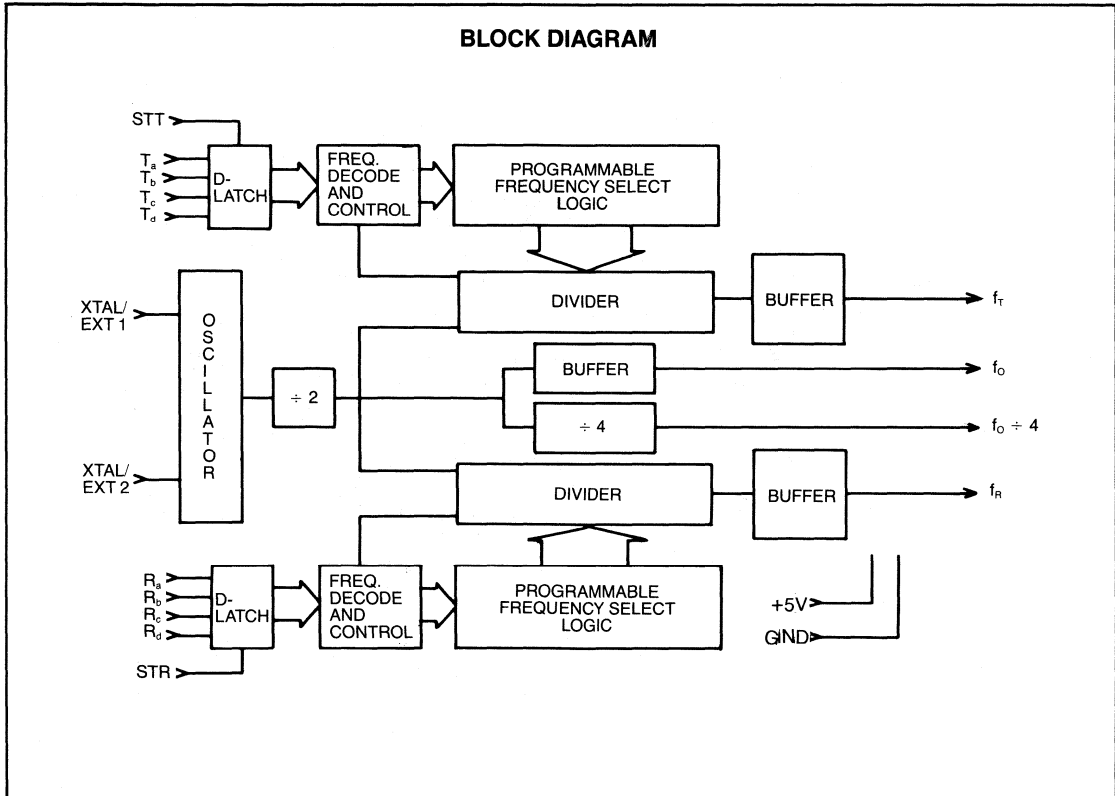 BLOCK DIAGRAM
STT
Ta
Tb
Tc
Td
D-
LATCH
FREQ.
DECODE
AND
CONTROL
PROGRAMMABLE
FREQUENCY SELECT
LOGIC
DIVIDER
BUFFER
fT
XTAL/
EXT 1
OSCILLATOR
÷ 2
BUFFER
fO
÷ 4
fO ÷ 4
XTAL/
EXT 2
DIVIDER
BUFFER
fR
Ra
Rb
Rc
Rd
D-
LATCH
FREQ.
DECODE
AND
CONTROL
PROGRAMMABLE
FREQUENCY SELECT
LOGIC
STR
+5V
GIND